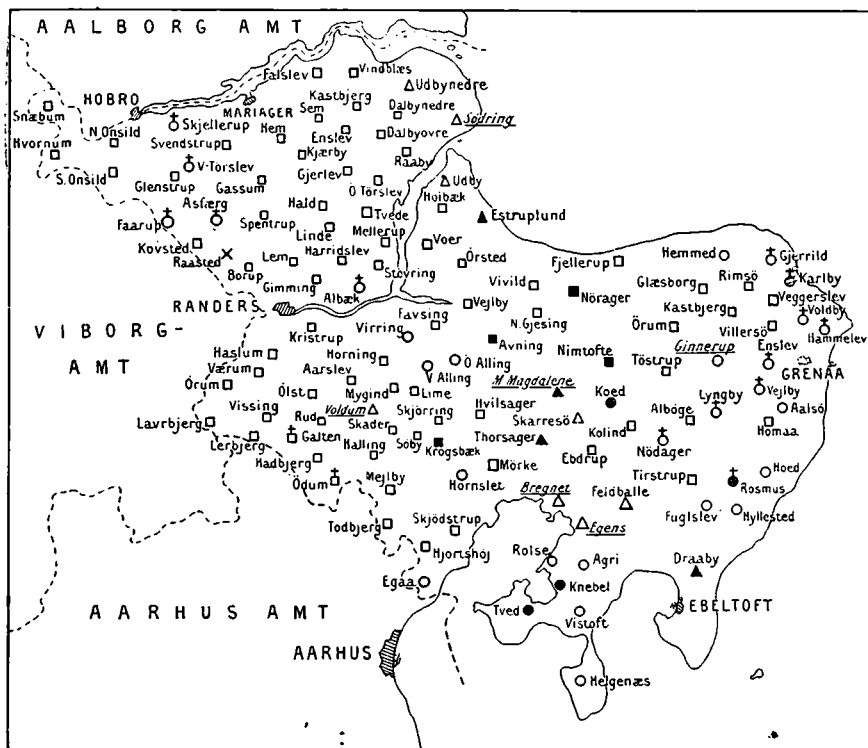 AALBORG AMT
Falslev
Vindblæs
Udbynedre
HOBRO
Kastbjerg
Dalbynedre
Snæbum
MARIAGER
Sem
Södring
N.Onsild
Skjellerup
Hem
Enslev
Dalbyovre
Hvornum
Svendstrup
Kjærby
Raaby
V-Torslev
S.Onsild
Glenstrup
Gassum
Gjerlev
Ö Törslev
Udby
Asfærg
Hald
Hoibæk
Faarup
Spentrup
Tvede
Estruplund
Linde
Mellerup
Voer
Kovsted
Raasted
Lem
Harridslev
Örsted
Fjellerup
Hemmed
Gjerrild
Borup
Stövring
Karlby
Gimming
Albæk
Vivild
Nörager
Glæsborg
Rimsö
Veggerslev
RANDERS
Favsing
Vejlby
Kastbjerg
Voldby
VIBORG-
AMT
Kristrup
Virring
N.Gjesing
Örum
Villersö
Hammelev
Avning
Ginnerup
Enslev
Haslum
Horning
Ö Alling
Nimtofte
GRENAA
Værum
Aarslev
V Alling
Töstrup
Örum
M Magdalene
Koed
Vejlby
Ölst
Mygind
Lime
Lyngby
Aalsö
Vissing
Voldum
Skjörring
Hvilsager
Skarresö
Alböge
Lavrbjerg
Rud
Skader
Kolind
Homaa
Galten
Thorsager
Lerbjerg
Halling
Söby
Krogsbæk
Nödager
Hadbjerg
Mörke
Ebdrup
Hoed
Ödum
Mejlby
Hornslet
Tirstrup
Rosmus
Bregnet
Feldballe
Todbjerg
Skjödstrup
Egens
Fuglslev
Hyllested
Hjortshöj
Rolse
Agri
Draaby
Egaa
Knebel
AARHUS AMT
Tved
Vistoft
EBELTOFT
AARHUS
Helgenæs